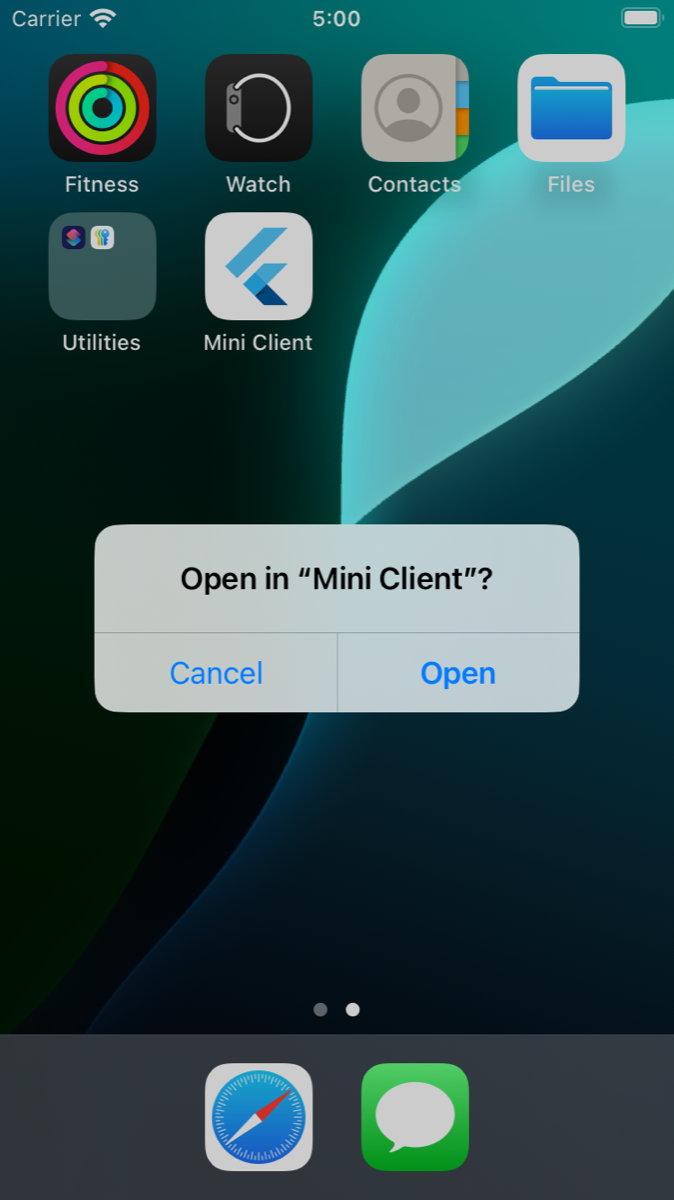 Carrier 5:00
Fitness Watch Contacts Files
Utilities Mini Client
Open in “Mini Client”?
Cancel Open